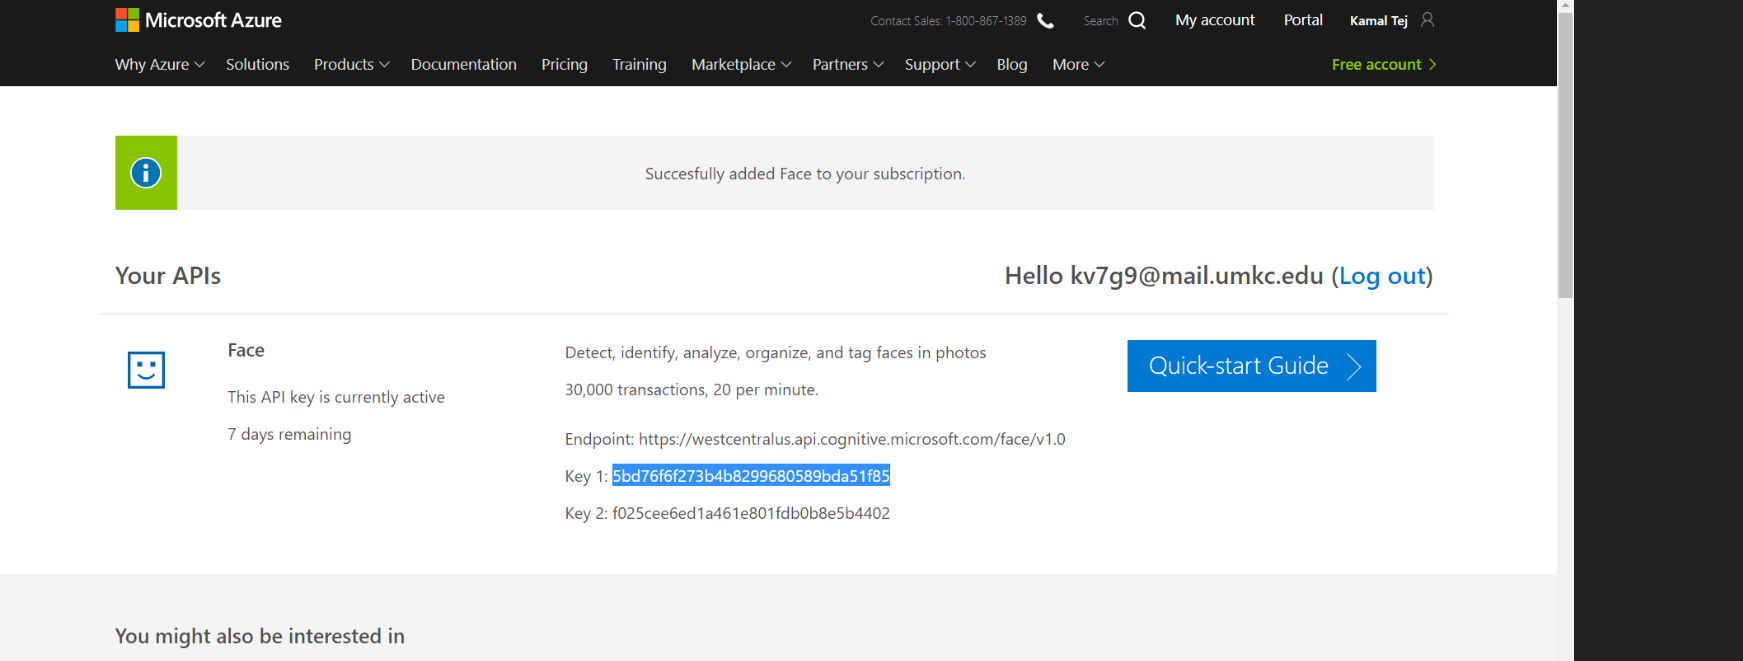 Microsoft Azure
Contact Sales: 1-800-867-1389 Search My account Portal Kamal Tej
Why Azure Solutions Products Documentation Pricing Training Marketplace Partners Support Blog More Free account
Succesfully added Face to your subscription.
Your APIs
Hello kv7g9@mail.umkc.edu (Log out)
Face
This API key is currently active
7 days remaining
Detect, identify, analyze, organize, and tag faces in photos
30,000 transactions, 20 per minute.
Endpoint: https://westcentralus.api.cognitive.microsoft.com/face/v1.0
Key 1: 5bd76f6f273b4b8299680589bda51f85
Key 2: f025cee6ed1a461e801fdb0b8e5b4402
Quick-start Guide
You might also be interested in